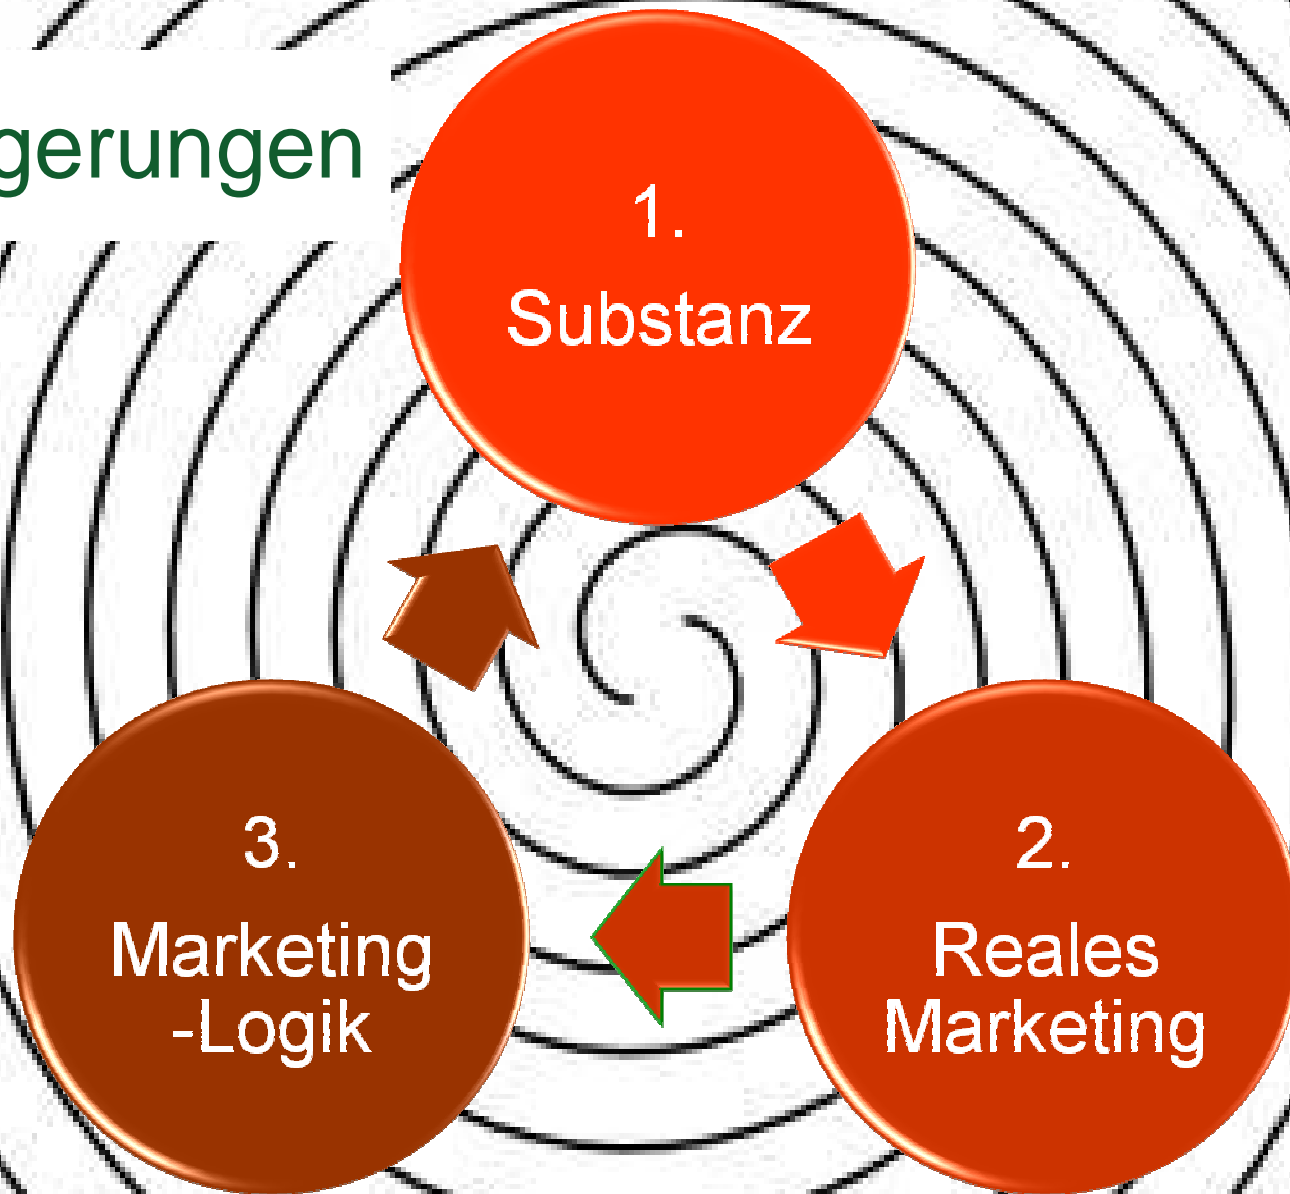 gerungen
1.
Substanz
3.
Marketing
-Logik
2.
Reales
Marketing